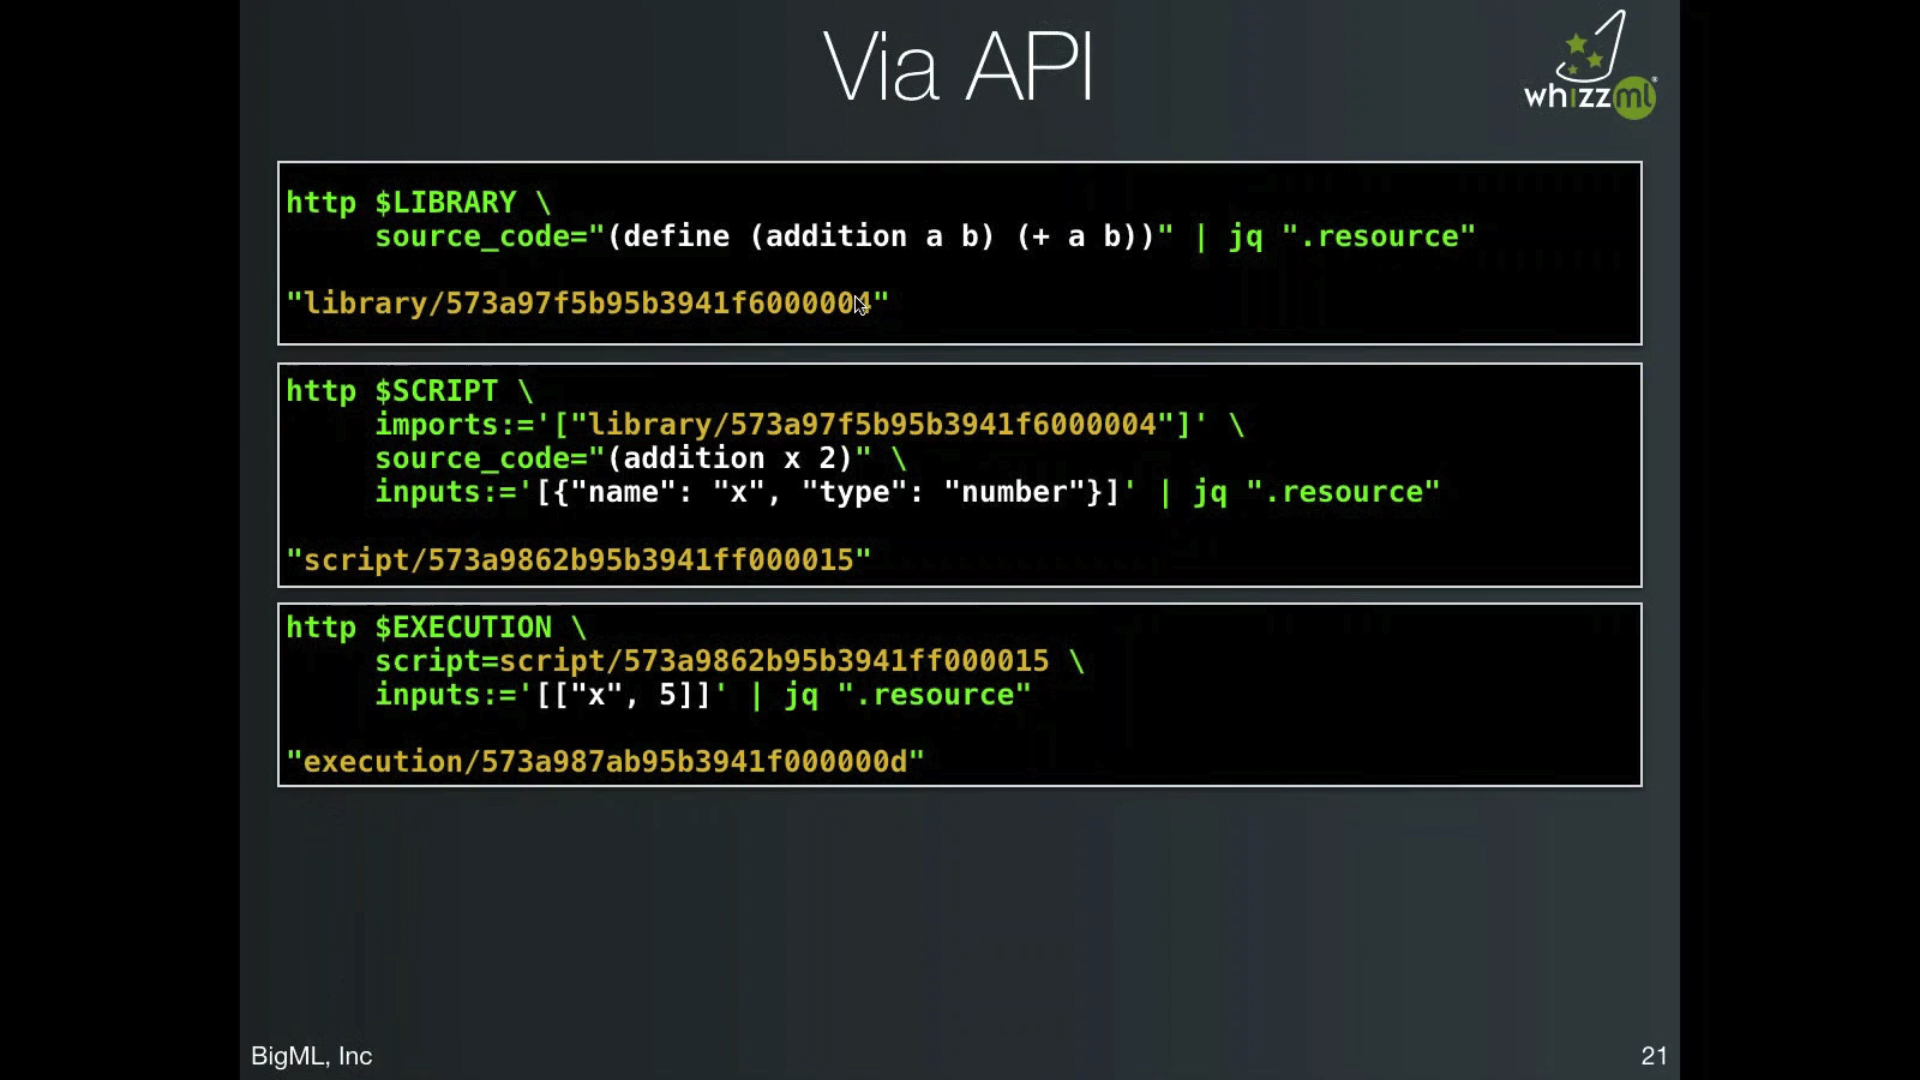 Via API
whizzml
http $LIBRARY \
source_code="(define (addition a b) (+ a b))" | jq ".resource"
"library/573a97f5b95b3941f6000004"
http $SCRIPT \
imports:='["library/573a97f5b95b3941f6000004"]' \
source_code="(addition x 2)" \
inputs:='[{"name": "x", "type": "number"}]' | jq ".resource"
"script/573a9862b95b3941ff000015"
http $EXECUTION \
script=script/573a9862b95b3941ff000015 \
inputs:='[["x", 5]]' | jq ".resource"
"execution/573a987ab95b3941f000000d"
BigML, Inc
21